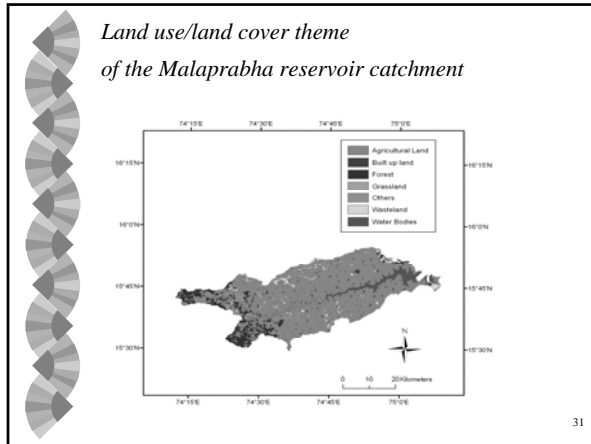 Land use/land cover theme
of the Malaprabha reservoir catchment
74°15'E 74°30'E 74°45'E 75°0'E
Agricultural Land
Built up land
Forest
Grassland
Others
Wasteland
Water Bodies
16°15'N 16°15'N
16°0'N 16°0'N
15°45'N 15°45'N
15°30'N 15°30'N
N
0 10 20 Kilometers
74°15'E 74°30'E 74°45'E 75°0'E
31